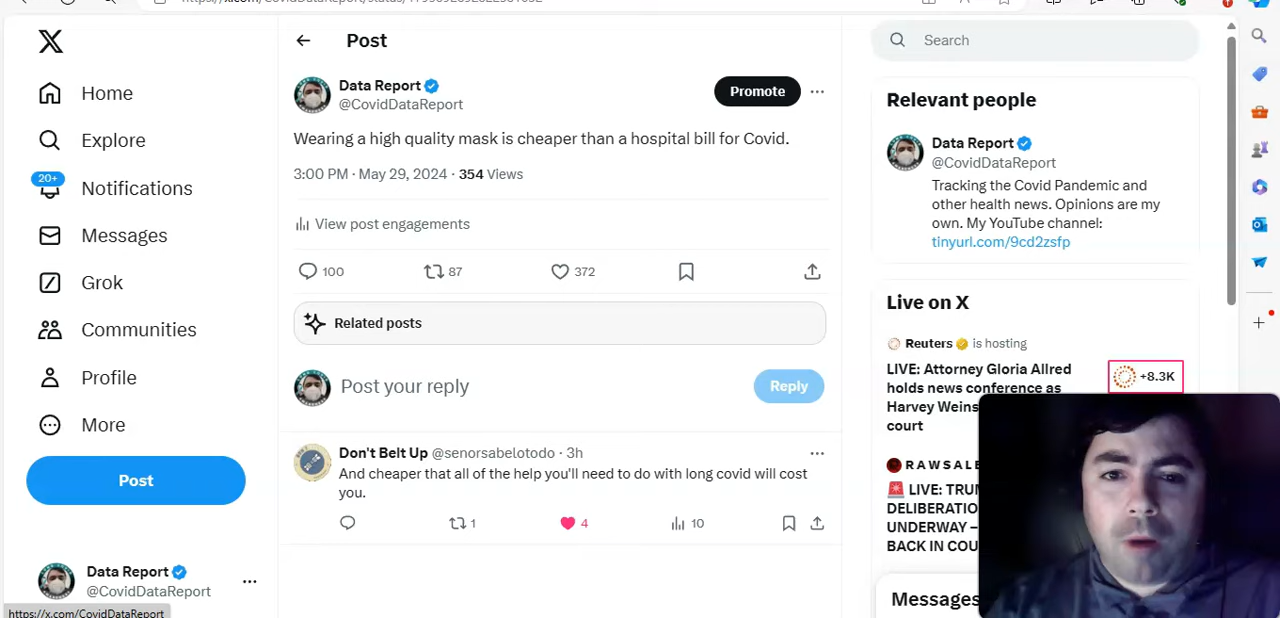 https://x.com/CovidDataReport/status/
Post
Search
Home
Explore
20+
Notifications
Messages
Grok
Communities
Profile
More
Post
Data Report
@CovidDataReport
https://x.com/CovidDataReport
Data Report
@CovidDataReport
Promote
Wearing a high quality mask is cheaper than a hospital bill for Covid.
3:00 PM · May 29, 2024 · 354 Views
View post engagements
100 87 372
Related posts
Post your reply
Reply
Don't Belt Up @senorsabelotodo · 3h
And cheaper that all of the help you'll need to do with long covid will cost
you.
1 4 10
Relevant people
Data Report
@CovidDataReport
Tracking the Covid Pandemic and
other health news. Opinions are my
own. My YouTube channel:
tinyurl.com/9cd2zsfp
Live on X
Reuters is hosting
LIVE: Attorney Gloria Allred
holds news conference as
Harvey Weins
court
+8.3K
RAWSALE
LIVE: TRUM
DELIBERATIO
UNDERWAY –
BACK IN COU
Messages